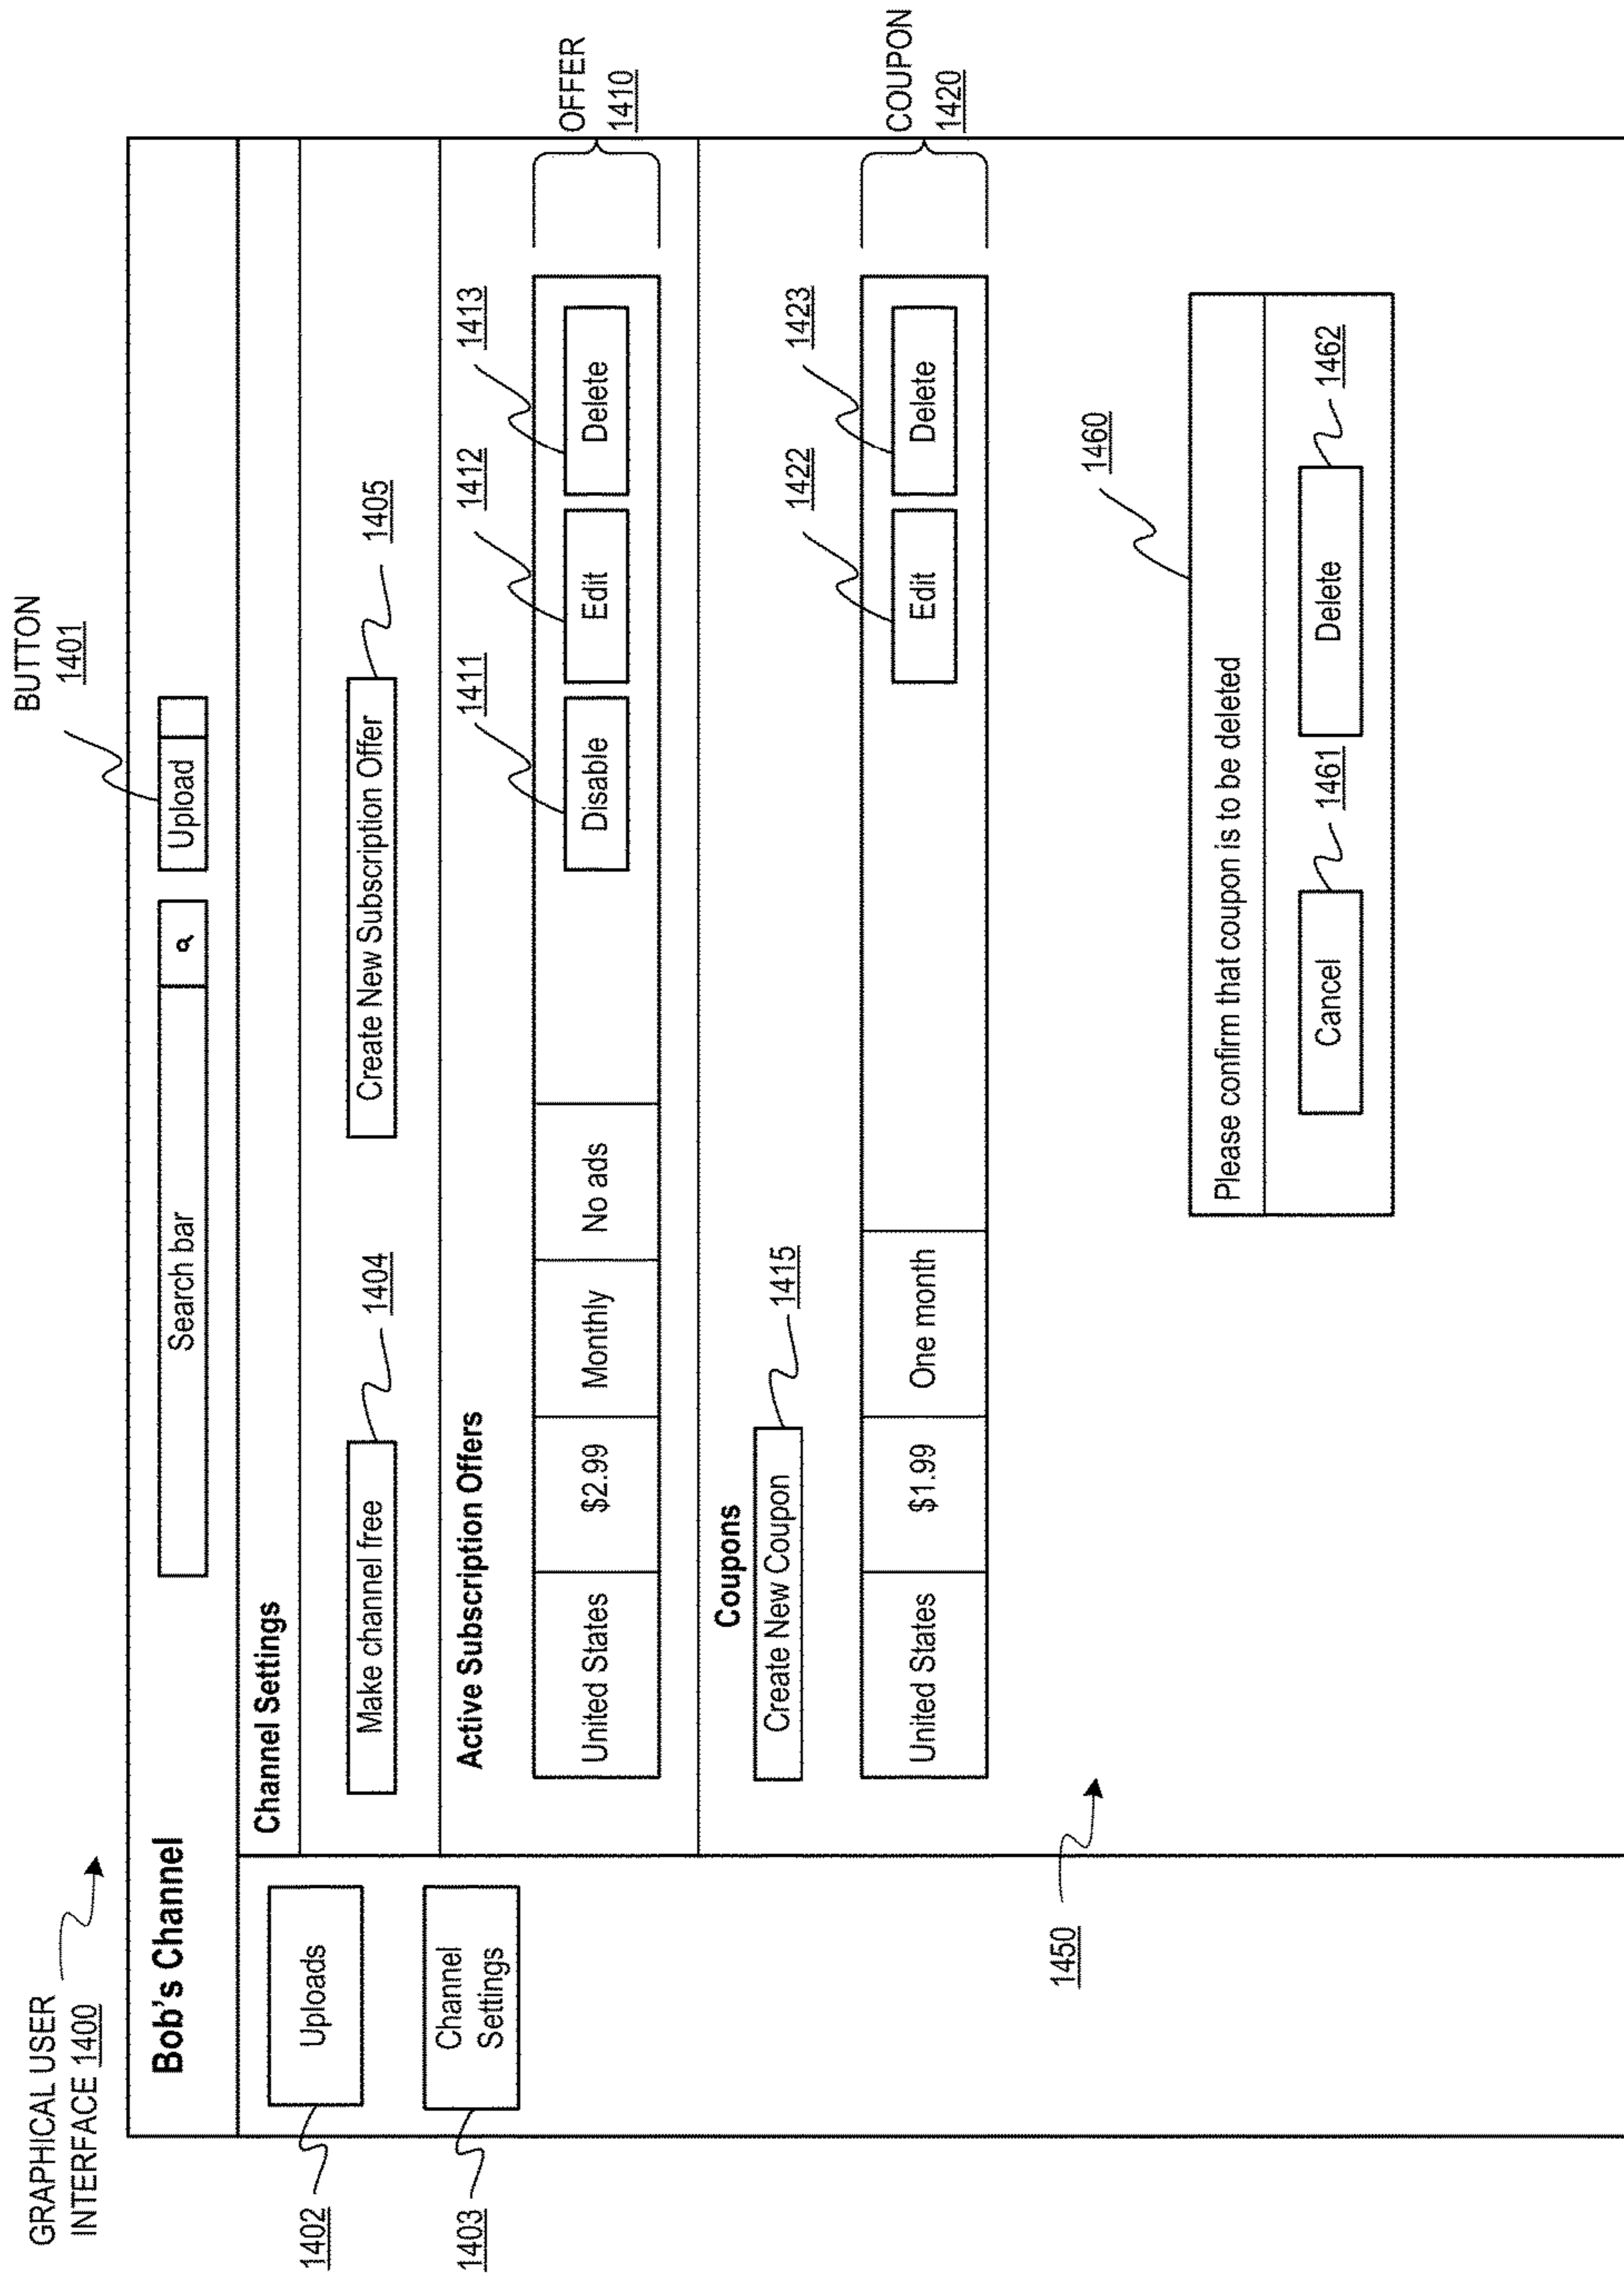 GRAPHICAL USER
INTERFACE 1400
BUTTON
1401
Bob's Channel
Search bar
Upload
1402
Uploads
1403
Channel
Settings
Channel Settings
Make channel free
1404
Create New Subscription Offer
1405
Active Subscription Offers
1411
1412
1413
United States
$2.99
Monthly
No ads
Disable
Edit
Delete
OFFER
1410
Coupons
Create New Coupon
1415
1422
1423
United States
$1.99
One month
Edit
Delete
COUPON
1420
1450
1460
Please confirm that coupon is to be deleted
Cancel
1461
Delete
1462